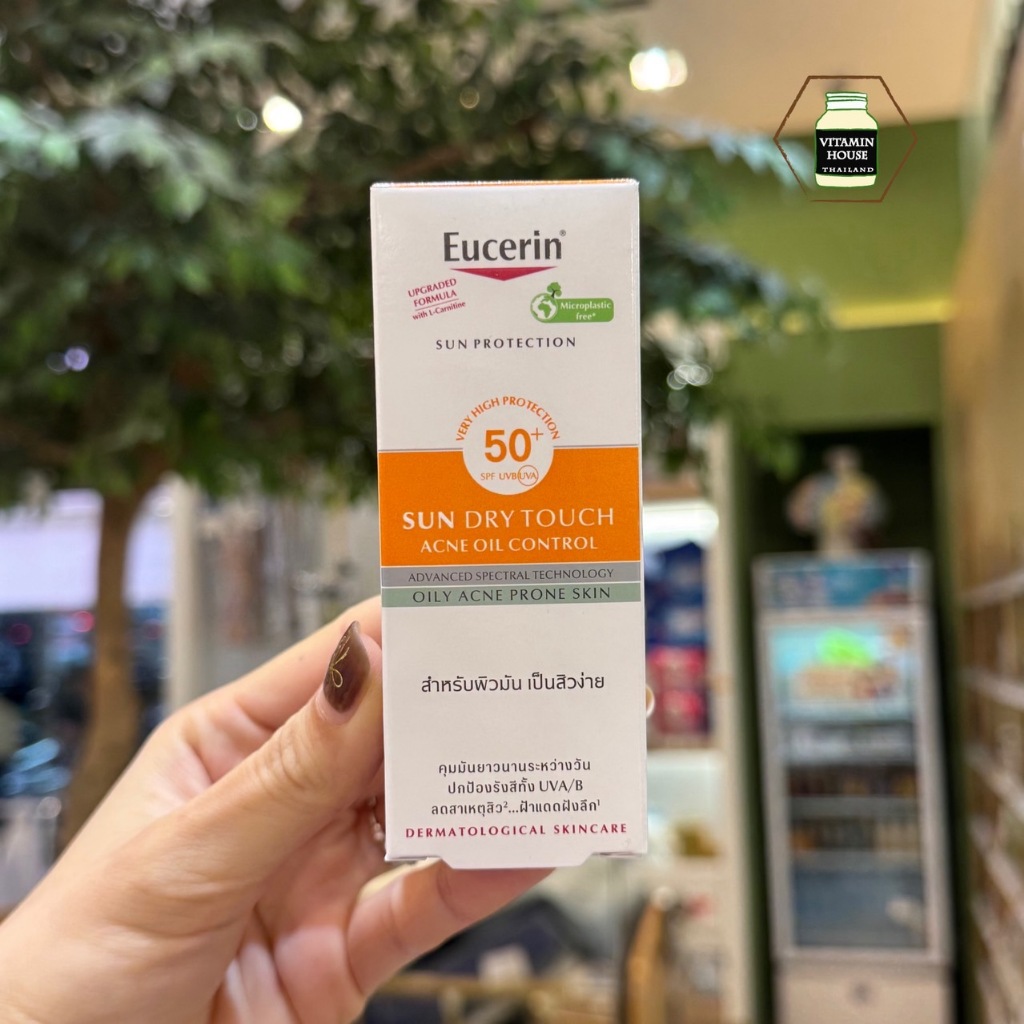 VITAMIN
HOUSE
THAILAND
Eucerin®
UPGRADED
FORMULA
with L-Carnitine
Microplastic
free*
SUN PROTECTION
VERY HIGH PROTECTION
50+
SPF UVB UVA
SUN DRY TOUCH
ACNE OIL CONTROL
ADVANCED SPECTRAL TECHNOLOGY
OILY ACNE PRONE SKIN
สำหรับผิวมัน เป็นสิวง่าย
คุมมันยาวนานระหว่างวัน
ปกป้องรังสีทั้ง UVA/B
ลดสาเหตุสิว²...ฝ้าแดดฝังลึก¹
DERMATOLOGICAL SKINCARE